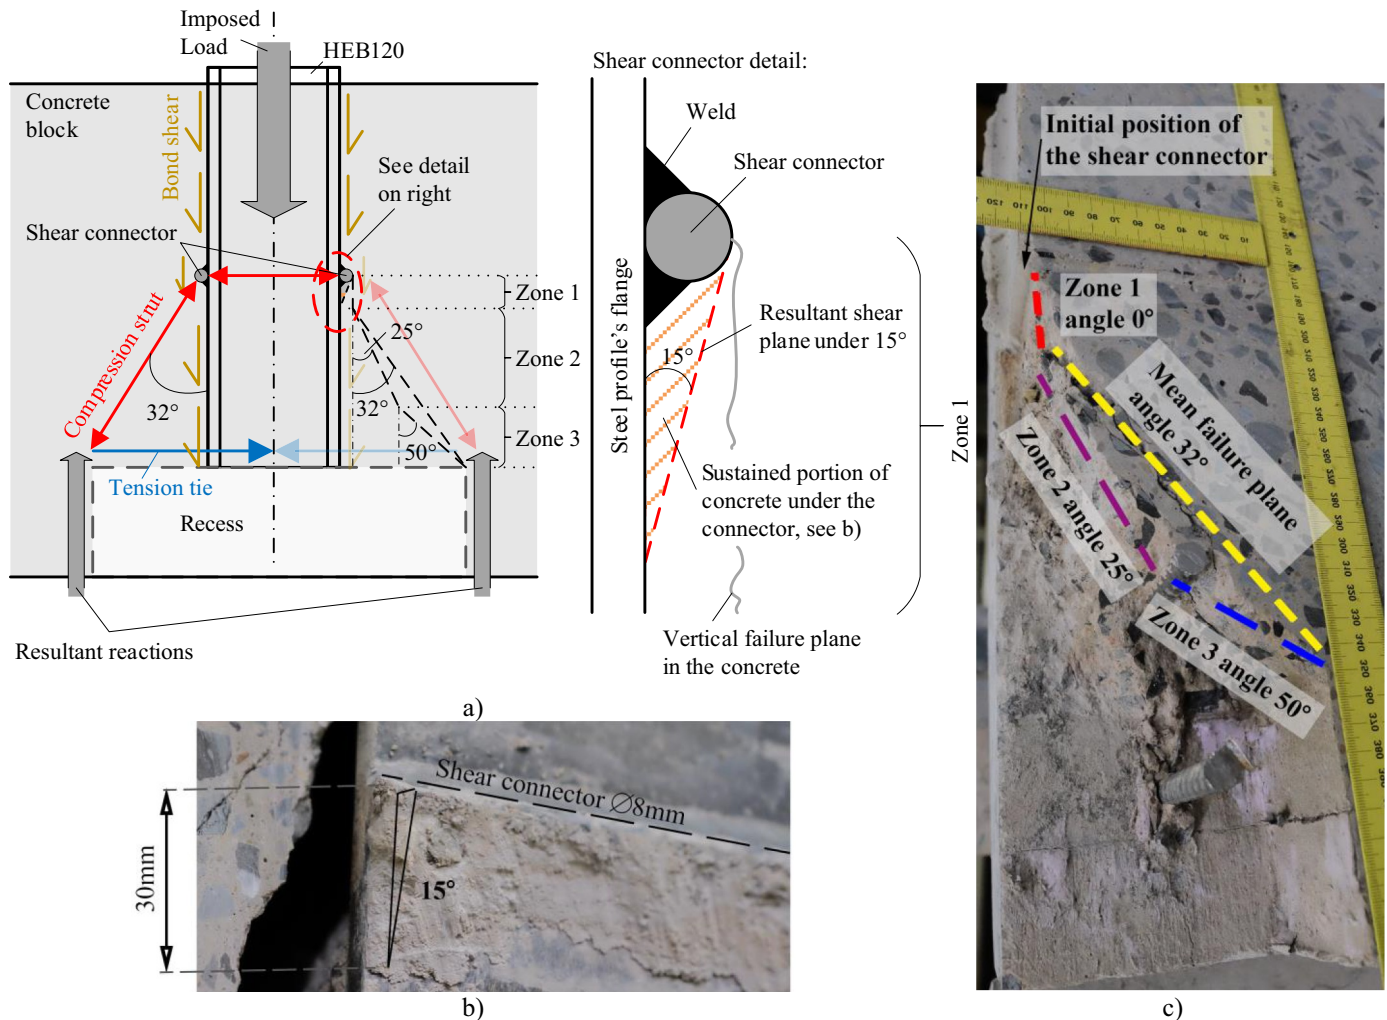 Imposed
Load
HEB120
Concrete
block
Bond shear
See detail
on right
Shear connector
Compression strut
Zone 1
25°
Zone 2
32°
32°
Zone 3
50°
Tension tie
Recess
Resultant reactions
a)
Shear connector detail:
Weld
Shear connector
Steel profile's flange
Resultant shear
plane under 15°
15°
Sustained portion of
concrete under the
connector, see b)
Vertical failure plane
in the concrete
Zone 1
Shear connector ∅8mm
15°
30mm
b)
Initial position of
the shear connector
Zone 1
angle 0°
Mean failure plane
angle 32°
Zone 2 angle 25°
Zone 3 angle 50°
c)